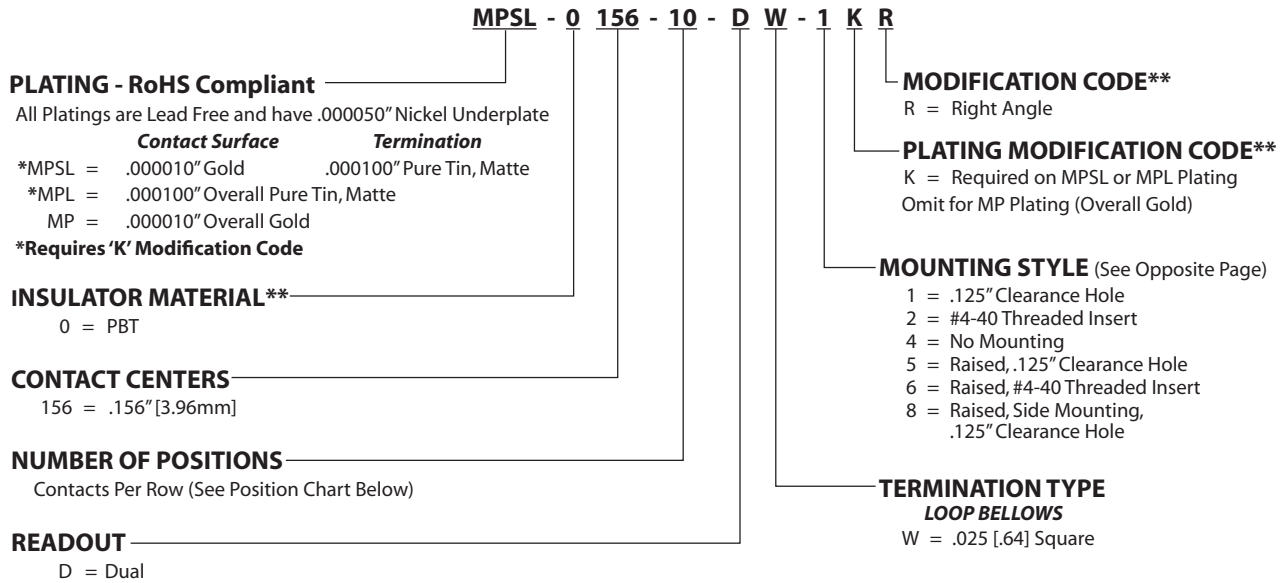 MPSL - 0 156 - 10 - D W - 1 K R
PLATING - RoHS Compliant
All Platings are Lead Free and have .000050" Nickel Underplate
Contact Surface Termination
*MPSL = .000010" Gold .000100" Pure Tin, Matte
*MPL = .000100" Overall Pure Tin, Matte
MP = .000010" Overall Gold
*Requires 'K' Modification Code
INSULATOR MATERIAL**
0 = PBT
CONTACT CENTERS
156 = .156" [3.96mm]
NUMBER OF POSITIONS
Contacts Per Row (See Position Chart Below)
READOUT
D = Dual
MODIFICATION CODE**
R = Right Angle
PLATING MODIFICATION CODE**
K = Required on MPSL or MPL Plating
Omit for MP Plating (Overall Gold)
MOUNTING STYLE (See Opposite Page)
1 = .125" Clearance Hole
2 = #4-40 Threaded Insert
4 = No Mounting
5 = Raised, .125" Clearance Hole
6 = Raised, #4-40 Threaded Insert
8 = Raised, Side Mounting,
.125" Clearance Hole
TERMINATION TYPE
LOOP BELLOWS
W = .025 [.64] Square